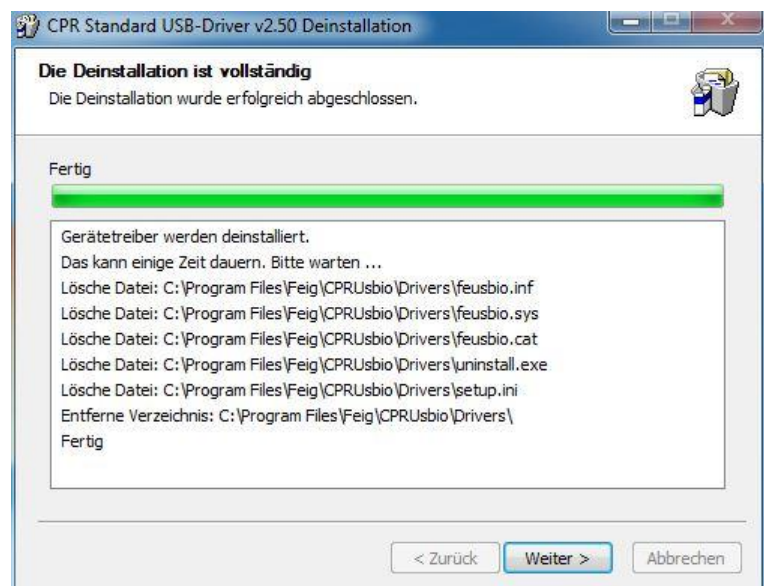 CPR Standard USB-Driver v2.50 Deinstallation
Die Deinstallation ist vollständig
Die Deinstallation wurde erfolgreich abgeschlossen.
Fertig
Gerätetreiber werden deinstalliert.
Das kann einige Zeit dauern. Bitte warten ...
Lösche Datei: C:\Program Files\Feig\CPRUsbio\Drivers\feusbio.inf
Lösche Datei: C:\Program Files\Feig\CPRUsbio\Drivers\feusbio.sys
Lösche Datei: C:\Program Files\Feig\CPRUsbio\Drivers\feusbio.cat
Lösche Datei: C:\Program Files\Feig\CPRUsbio\Drivers\uninstall.exe
Lösche Datei: C:\Program Files\Feig\CPRUsbio\Drivers\setup.ini
Entferne Verzeichnis: C:\Program Files\Feig\CPRUsbio\Drivers\
Fertig
< Zurück
Weiter >
Abbrechen